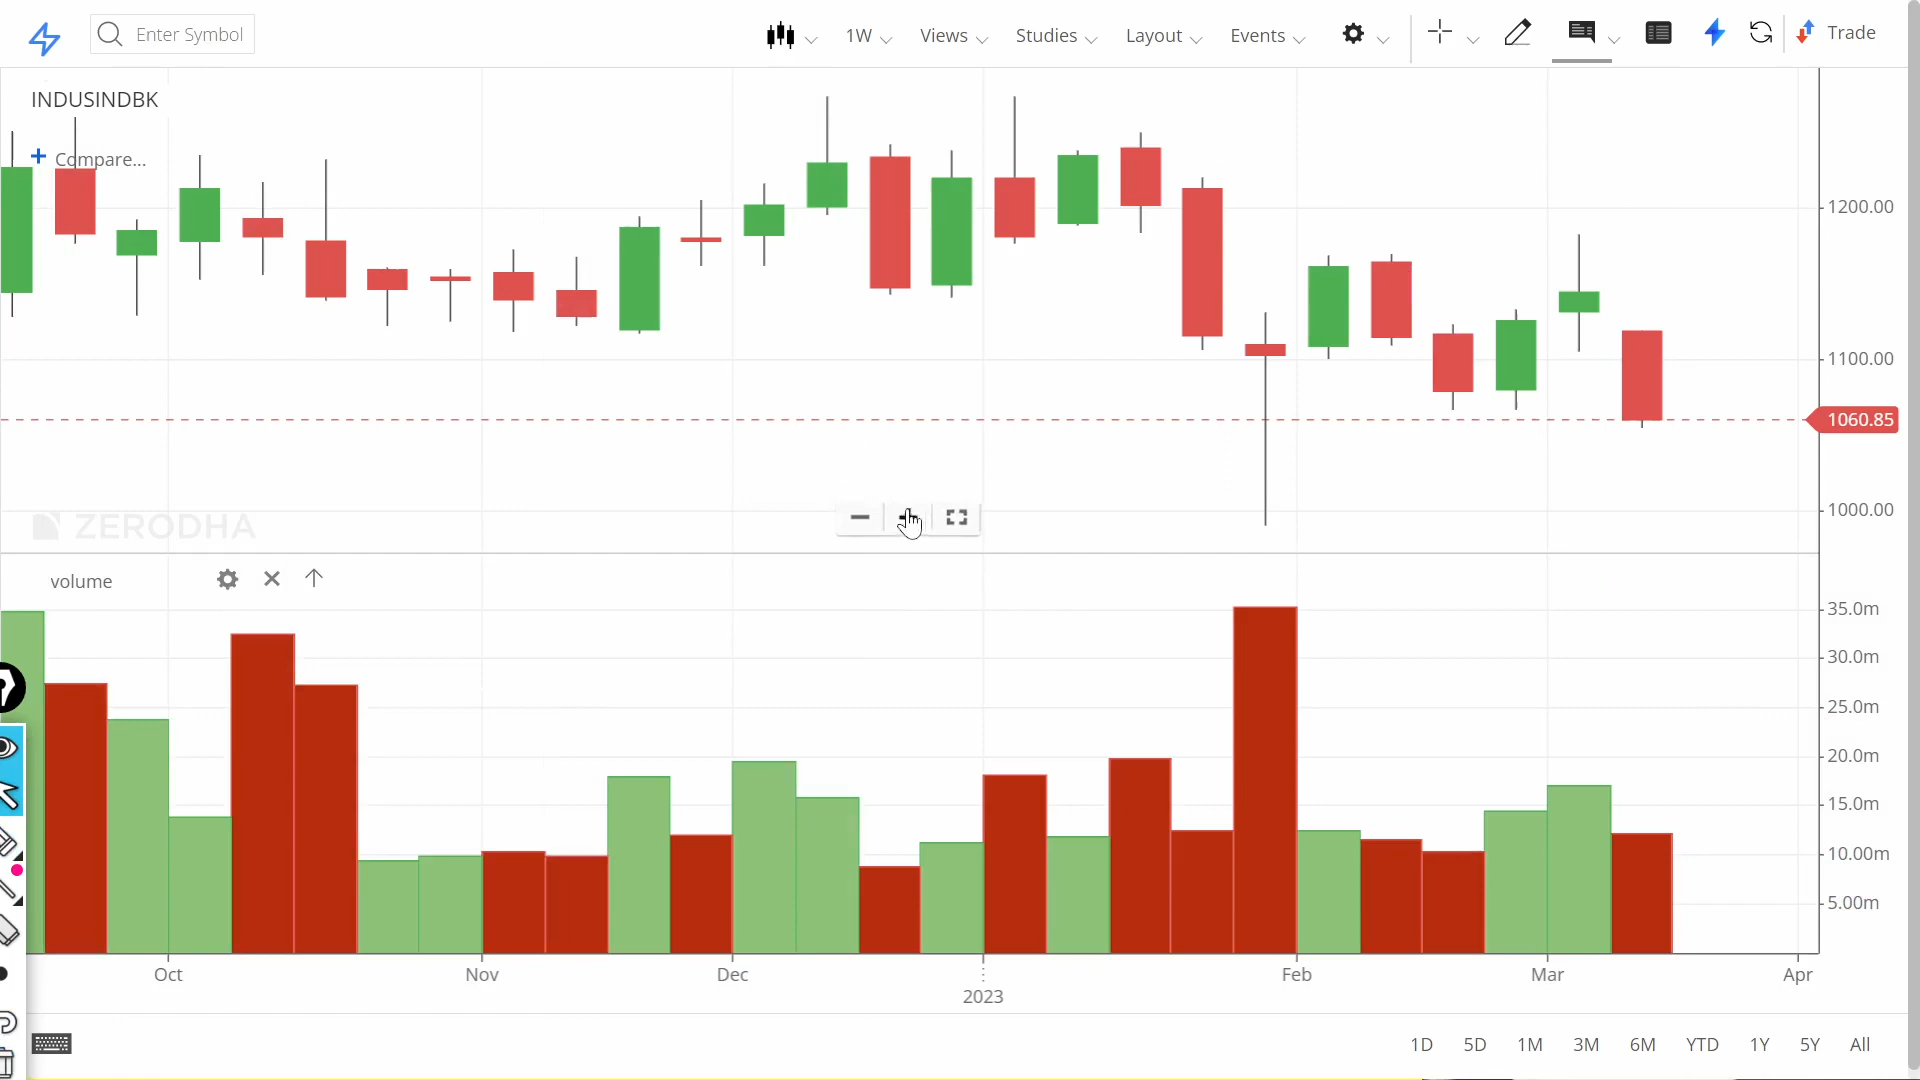 Enter Symbol
1W
Views
Studies
Layout
Events
Trade
INDUSINDBK
Compare...
1200.00
1100.00
1060.85
1000.00
ZERODHA
volume
35.0m
30.0m
25.0m
20.0m
15.0m
10.00m
5.00m
Oct
Nov
Dec
2023
Feb
Mar
Apr
1D
5D
1M
3M
6M
YTD
1Y
5Y
All